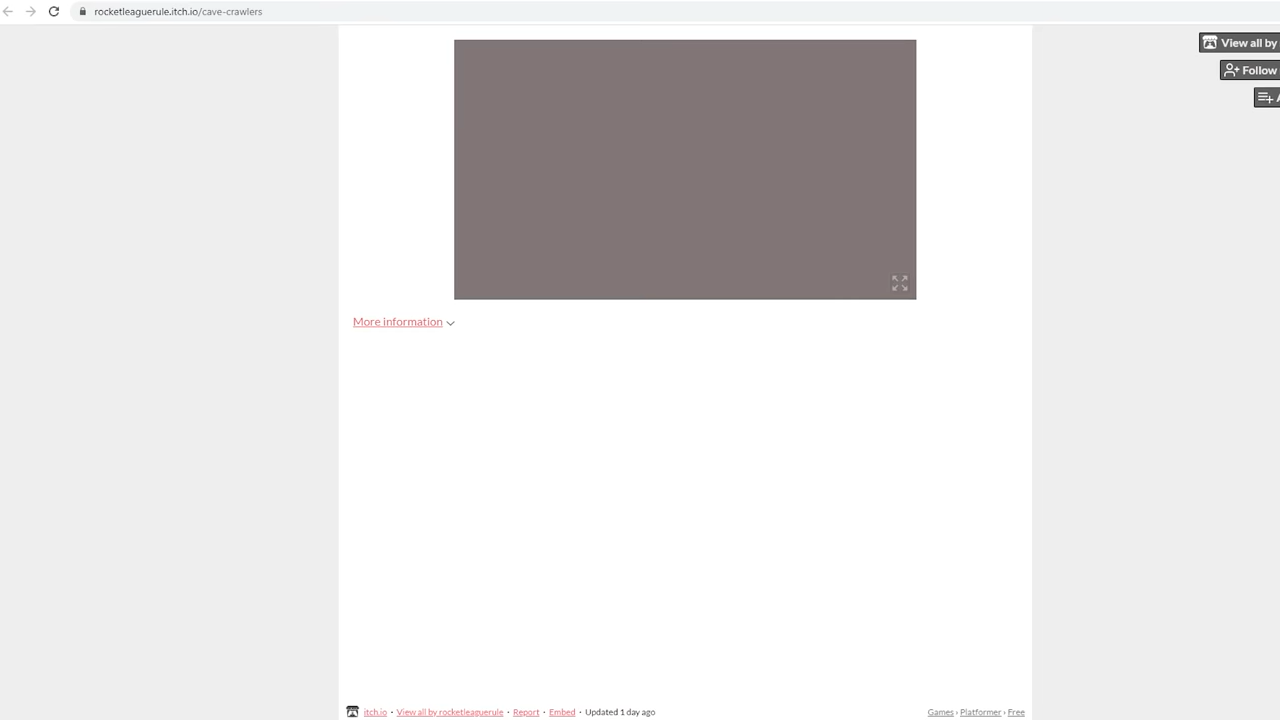 rocketleaguerule.itch.io/cave-crawlers
View all by
Follow
More information
itch.io · View all by rocketleaguerule · Report · Embed · Updated 1 day ago
Games › Platformer › Free